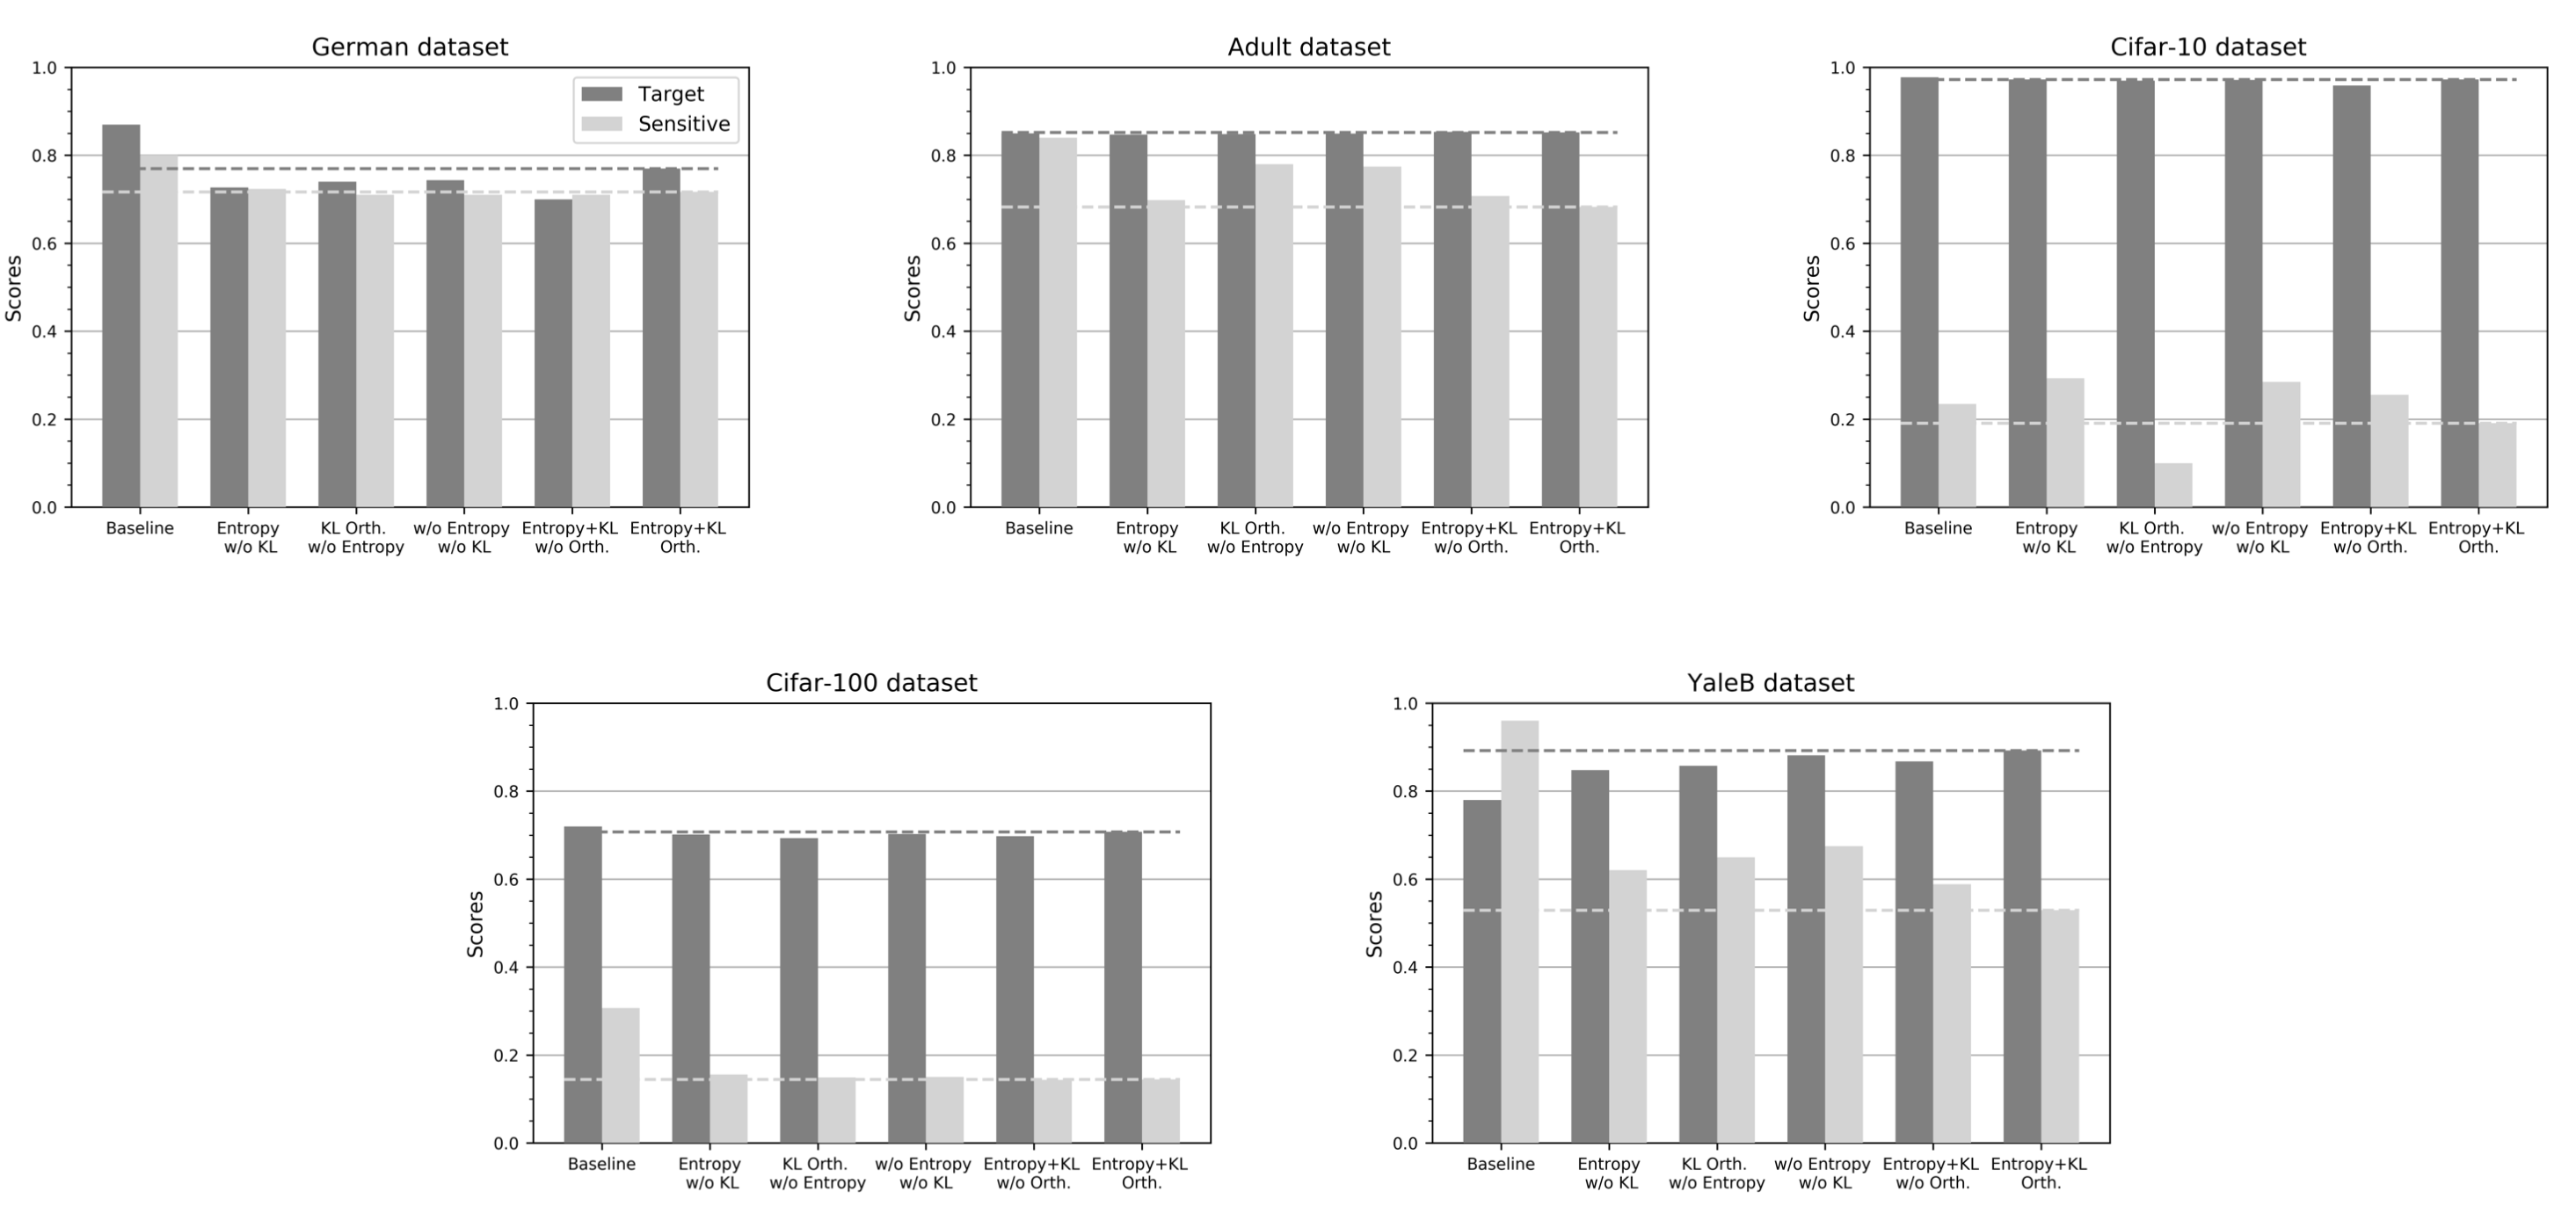 German dataset
1.0
0.8
0.6
0.4
0.2
0.0
Scores
Target
Sensitive
Baseline
Entropy
w/o KL
KL Orth.
w/o Entropy
w/o Entropy
w/o KL
Entropy+KL
w/o Orth.
Entropy+KL
Orth.
Adult dataset
1.0
0.8
0.6
0.4
0.2
0.0
Scores
Baseline
Entropy
w/o KL
KL Orth.
w/o Entropy
w/o Entropy
w/o KL
Entropy+KL
w/o Orth.
Entropy+KL
Orth.
Cifar-10 dataset
1.0
0.8
0.6
0.4
0.2
0.0
Scores
Baseline
Entropy
w/o KL
KL Orth.
w/o Entropy
w/o Entropy
w/o KL
Entropy+KL
w/o Orth.
Entropy+KL
Orth.
Cifar-100 dataset
1.0
0.8
0.6
0.4
0.2
0.0
Scores
Baseline
Entropy
w/o KL
KL Orth.
w/o Entropy
w/o Entropy
w/o KL
Entropy+KL
w/o Orth.
Entropy+KL
Orth.
YaleB dataset
1.0
0.8
0.6
0.4
0.2
0.0
Scores
Baseline
Entropy
w/o KL
KL Orth.
w/o Entropy
w/o Entropy
w/o KL
Entropy+KL
w/o Orth.
Entropy+KL
Orth.